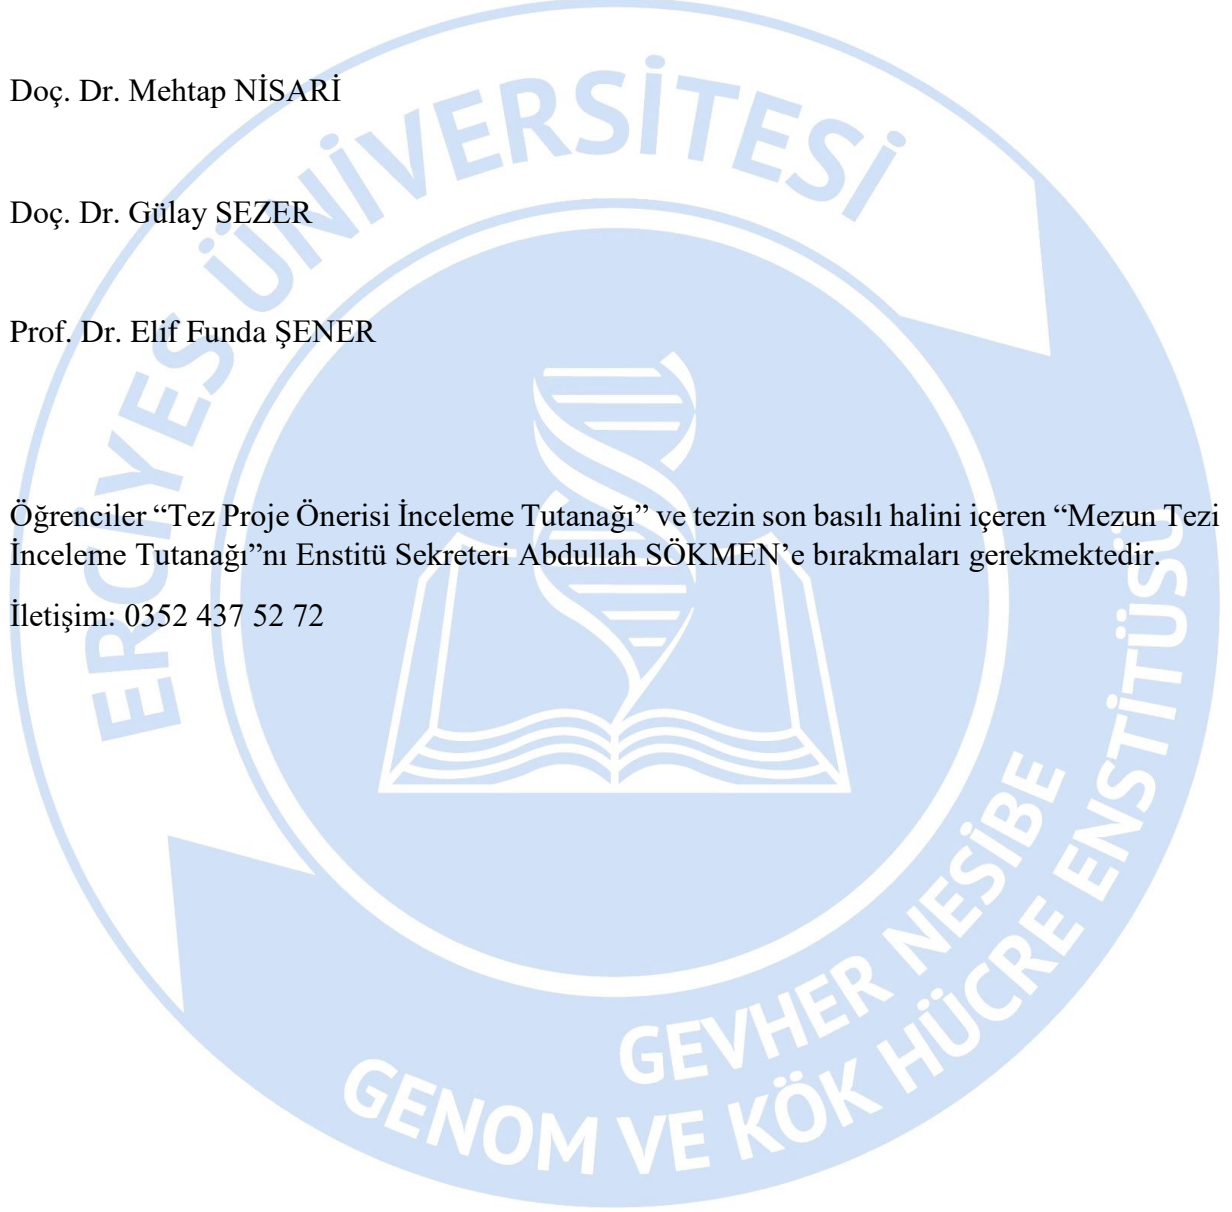 Doç. Dr. Mehtap NİSARİ
Doç. Dr. Gülay SEZER
Prof. Dr. Elif Funda ŞENER
Öğrenciler “Tez Proje Önerisi İnceleme Tutanağı” ve tezin son basılı halini içeren “Mezun Tezi
İnceleme Tutanağı”nı Enstitü Sekreteri Abdullah SÖKMEN’e bırakmaları gerekmektedir.
İletişim: 0352 437 52 72
ERCİYES ÜNİVERSİTESİ
GEVHER NESİBE
GENOM VE KÖK HÜCRE ENSTİTÜSÜ